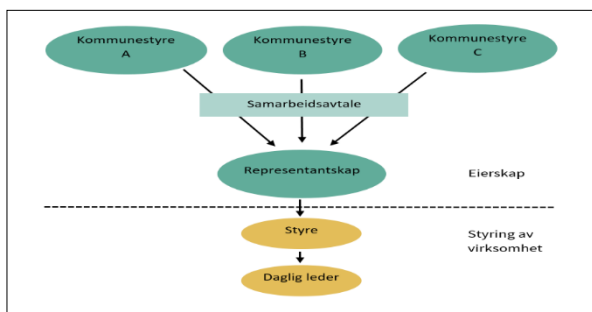 Kommunestyre
A
Kommunestyre
B
Kommunestyre
C
Samarbeidsavtale
Representantskap
Eierskap
Styre
Styring av
virksomhet
Daglig leder